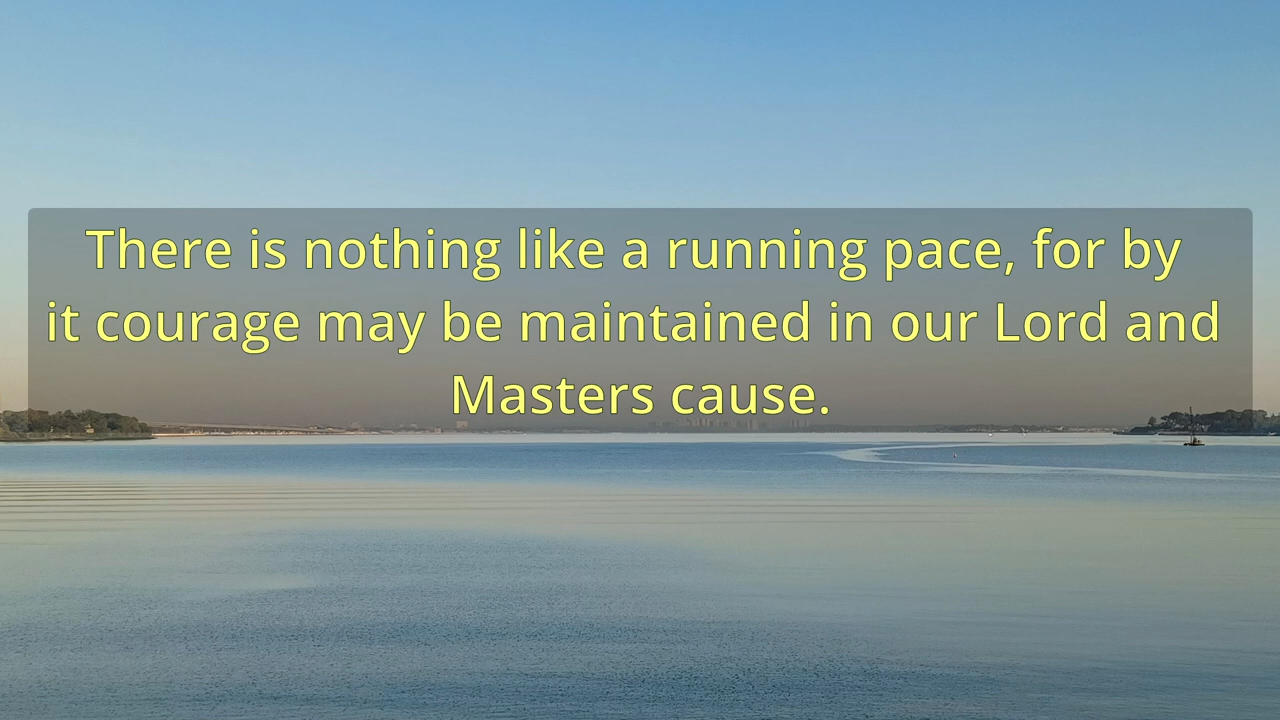 There is nothing like a running pace, for by
it courage may be maintained in our Lord and
Masters cause.